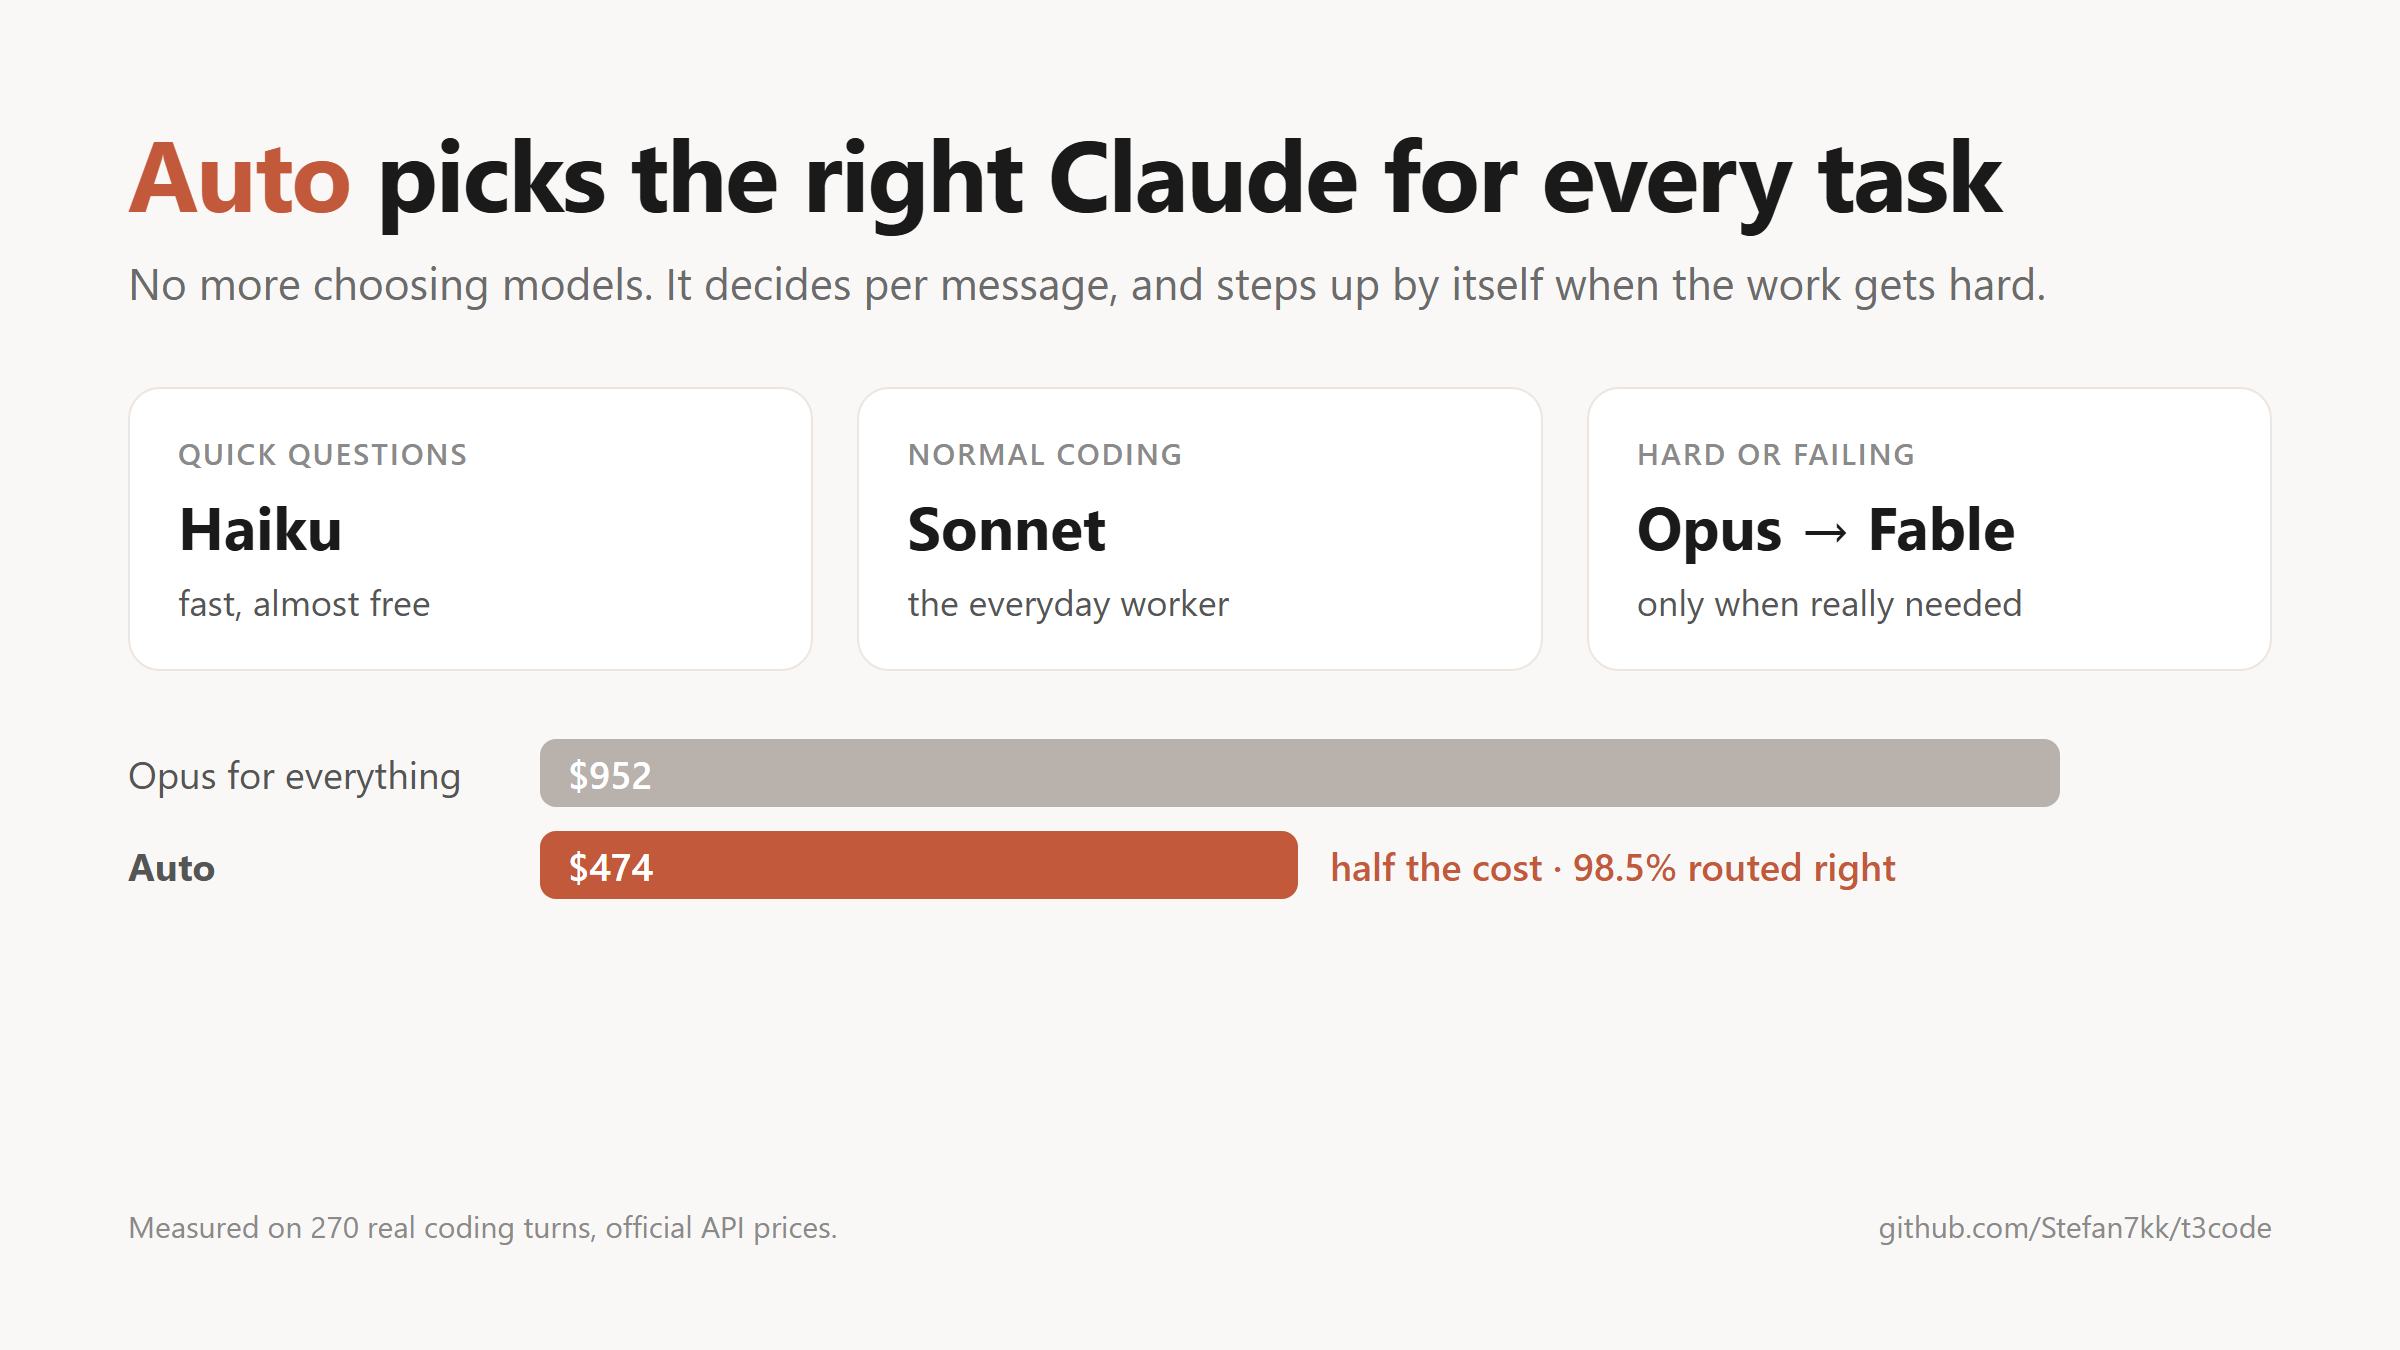 Auto picks the right Claude for every task
No more choosing models. It decides per message, and steps up by itself when the work gets hard.
QUICK QUESTIONS
Haiku
fast, almost free
NORMAL CODING
Sonnet
the everyday worker
HARD OR FAILING
Opus → Fable
only when really needed
Opus for everything
$952
Auto
$474
half the cost · 98.5% routed right
Measured on 270 real coding turns, official API prices.
github.com/Stefan7kk/t3code